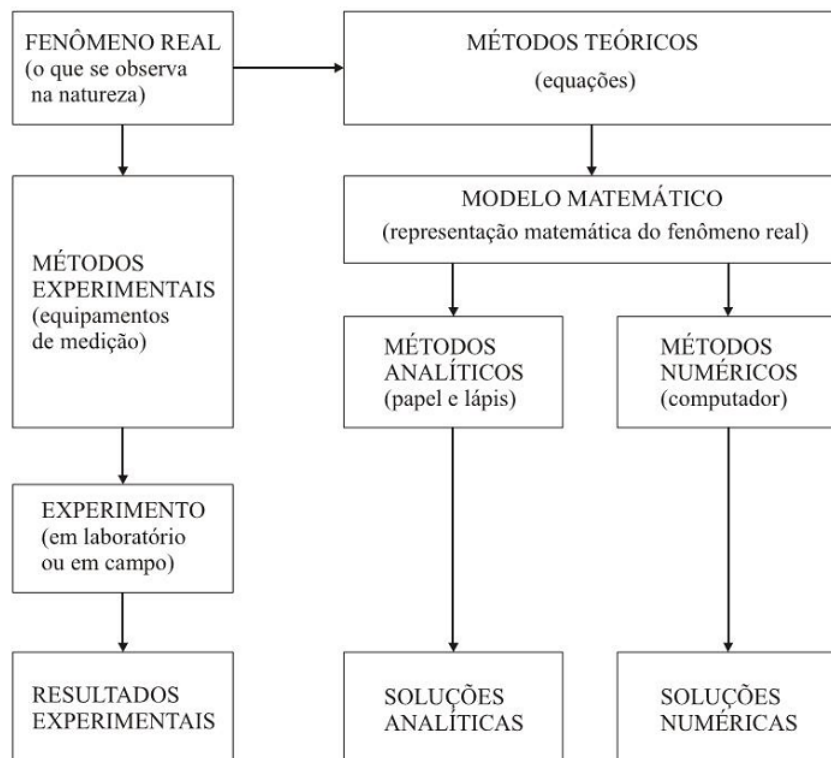 FENÔMENO REAL
(o que se observa
na natureza)
MÉTODOS TEÓRICOS
(equações)
MODELO MATEMÁTICO
(representação matemática do fenômeno real)
MÉTODOS
EXPERIMENTAIS
(equipamentos
de medição)
MÉTODOS
ANALÍTICOS
(papel e lápis)
MÉTODOS
NUMÉRICOS
(computador)
EXPERIMENTO
(em laboratório
ou em campo)
RESULTADOS
EXPERIMENTAIS
SOLUÇÕES
ANALÍTICAS
SOLUÇÕES
NUMÉRICAS